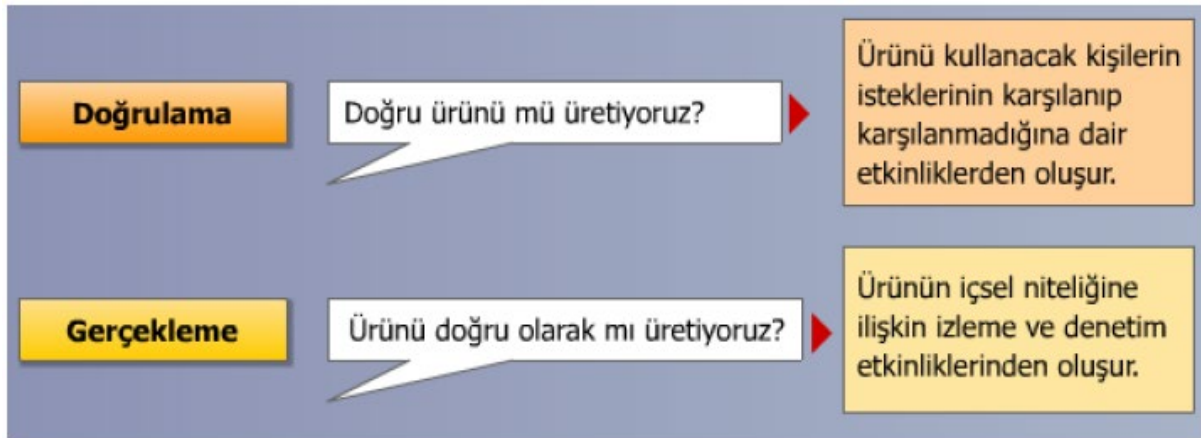 Doğrulama
Doğru ürünü mü üretiyoruz?
Ürünü kullanacak kişilerin
isteklerinin karşılanıp
karşılanmadığına dair
etkinliklerden oluşur.
Gerçekleme
Ürünü doğru olarak mı üretiyoruz?
Ürünün içsel niteliğine
ilişkin izleme ve denetim
etkinliklerinden oluşur.